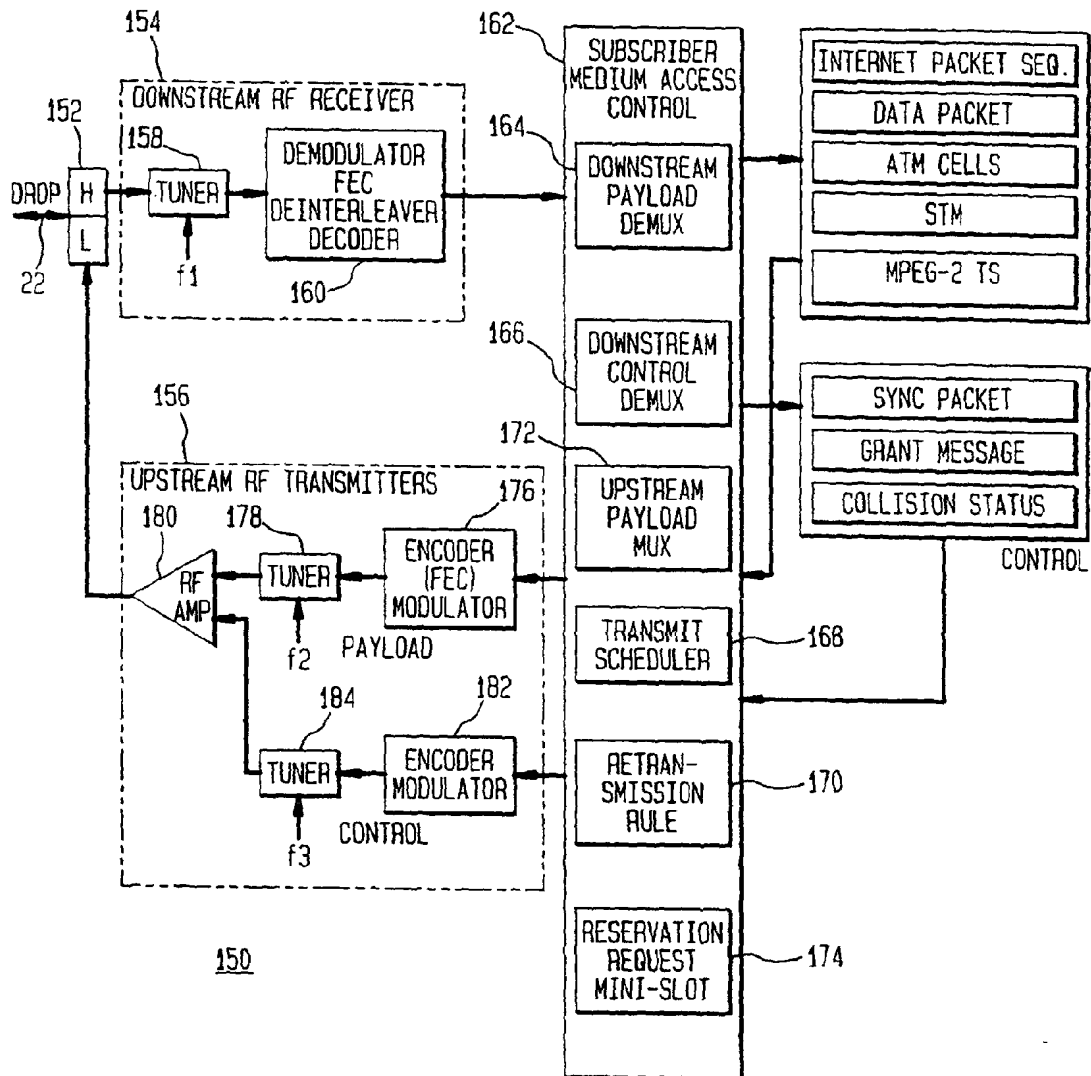 154
DOWNSTREAM RF RECEIVER
152
158
DROP
H
L
22
TUNER
f1
DEMODULATOR
FEC
DEINTERLEAVER
DECODER
160
162
SUBSCRIBER
MEDIUM ACCESS
CONTROL
164
DOWNSTREAM
PAYLOAD
DEMUX
166
DOWNSTREAM
CONTROL
DEMUX
172
UPSTREAM
PAYLOAD
MUX
TRANSMIT
SCHEDULER
168
RETRAN-
SMISSION
RULE
170
RESERVATION
REQUEST
MINI-SLOT
174
INTERNET PACKET SEQ.
DATA PACKET
ATM CELLS
STM
MPEG-2 TS
SYNC PACKET
GRANT MESSAGE
COLLISION STATUS
CONTROL
156
UPSTREAM RF TRANSMITTERS
180
RF
AMP
178
TUNER
f2
PAYLOAD
176
ENCODER
(FEC)
MODULATOR
184
TUNER
f3
CONTROL
182
ENCODER
MODULATOR
150